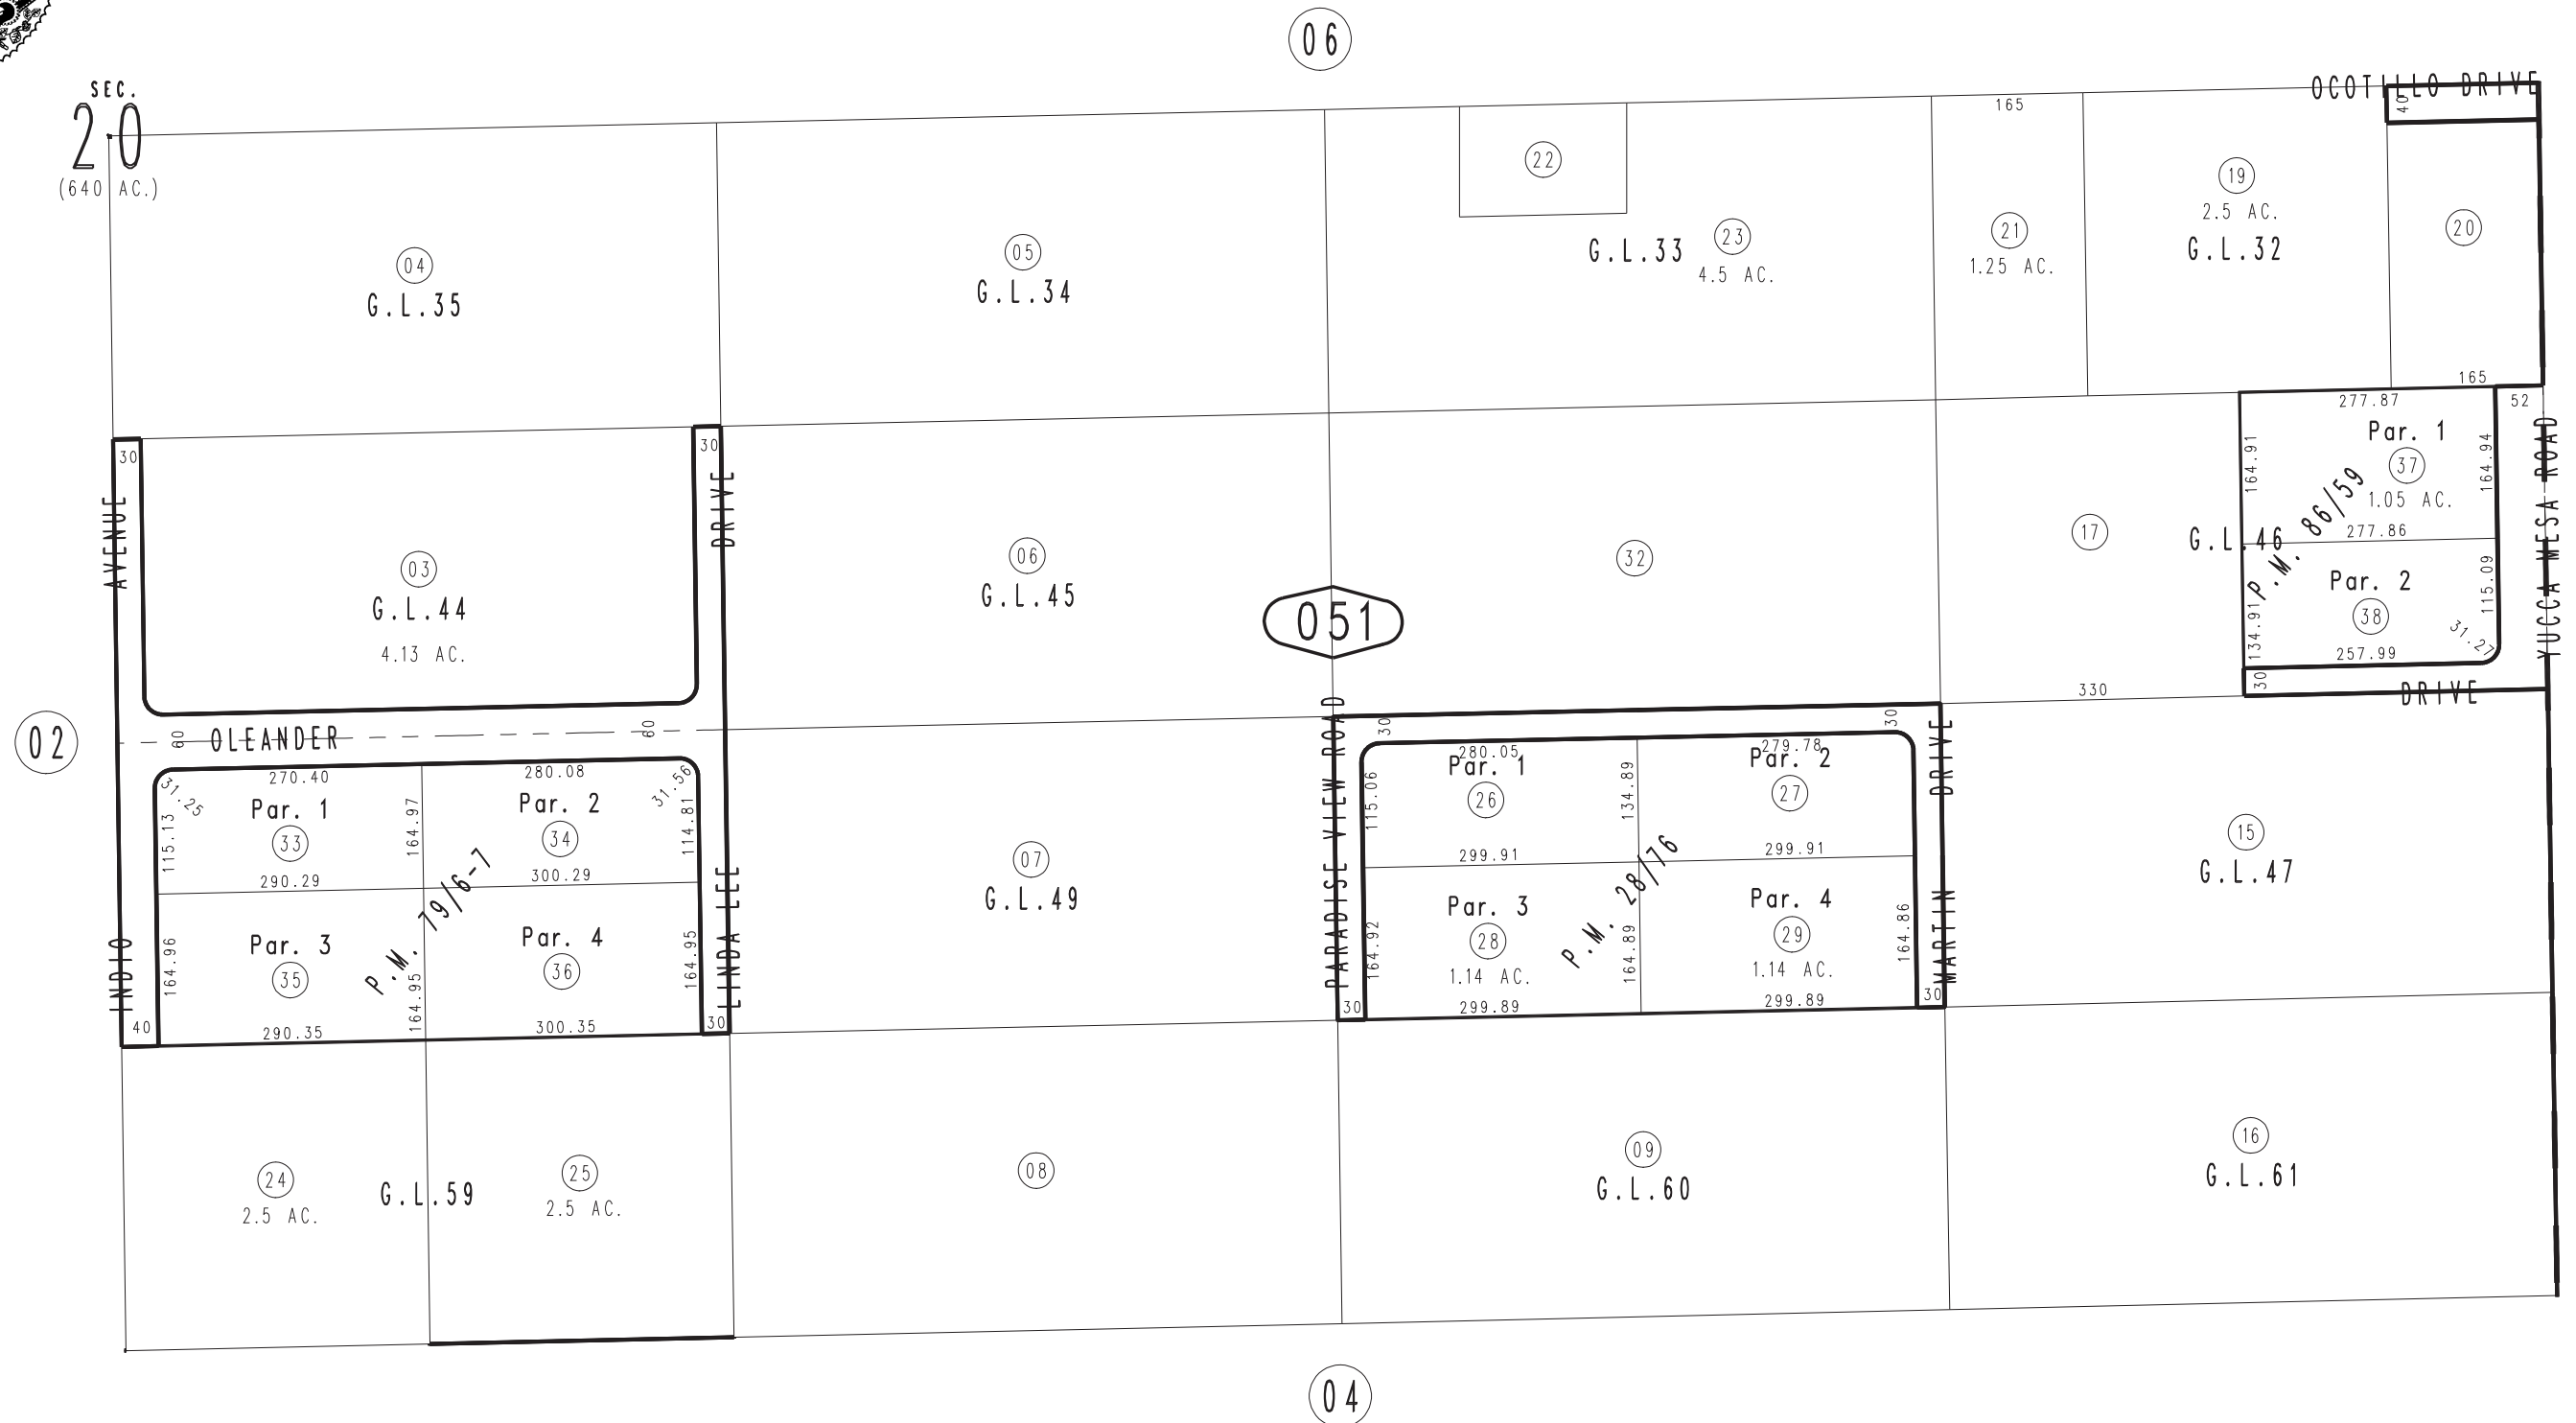 06
SEC.
20
(640 AC.)
OCOTILLO DRIVE
40
165
22
04
G.L.35
05
G.L.34
G.L.33
23
4.5 AC.
21
1.25 AC.
19
2.5 AC.
G.L.32
20
165
30
30
277.87
52
AVENUE
DRIVE
03
G.L.44
4.13 AC.
06
G.L.45
051
32
17
G.L.46
164.91
Par. 1
37
1.05 AC.
164.94
P.M. 86/59
277.86
Par. 2
38
134.91
115.09
31.27
257.99
YUCCA MESA ROAD
30
330
DRIVE
02
60
OLEANDER
60
270.40
280.08
31.25
31.56
115.13
Par. 1
33
164.97
Par. 2
34
114.81
290.29
300.29
P.M. 79/6-7
164.96
Par. 3
35
164.95
Par. 4
36
164.95
INDIO
LINDA LEE
40
290.35
300.35
30
07
G.L.49
PARADISE VIEW ROAD
30
30
280.05
279.78
115.06
Par. 1
26
134.89
Par. 2
27
299.91
299.91
P.M. 28/76
164.92
Par. 3
28
1.14 AC.
164.89
Par. 4
29
1.14 AC.
164.86
30
299.89
299.89
30
MARTIN DRIVE
15
G.L.47
24
2.5 AC.
G.L.59
25
2.5 AC.
08
09
G.L.60
16
G.L.61
04